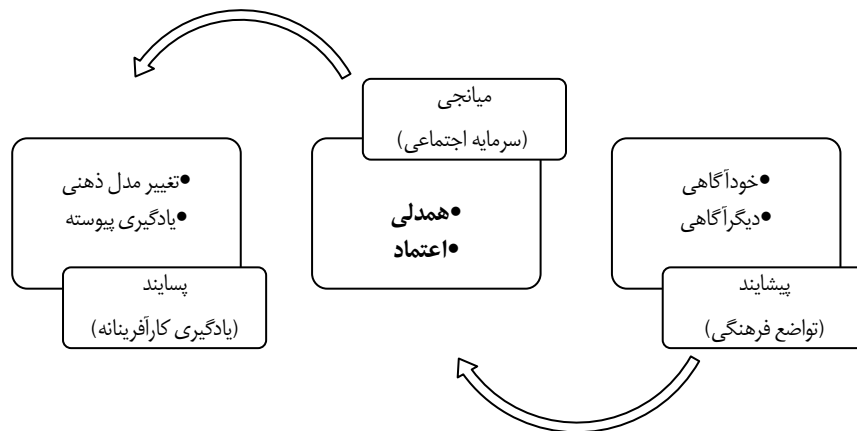 خودآگاهی•
دیگرآگاهی•
پیشایند
(تواضع فرهنگی)
میانجی
(سرمایه اجتماعی)
همدلی•
اعتماد•
تغییر مدل ذهنی•
یادگیری پیوسته•
پسایند
(یادگیری کارآفرینانه)